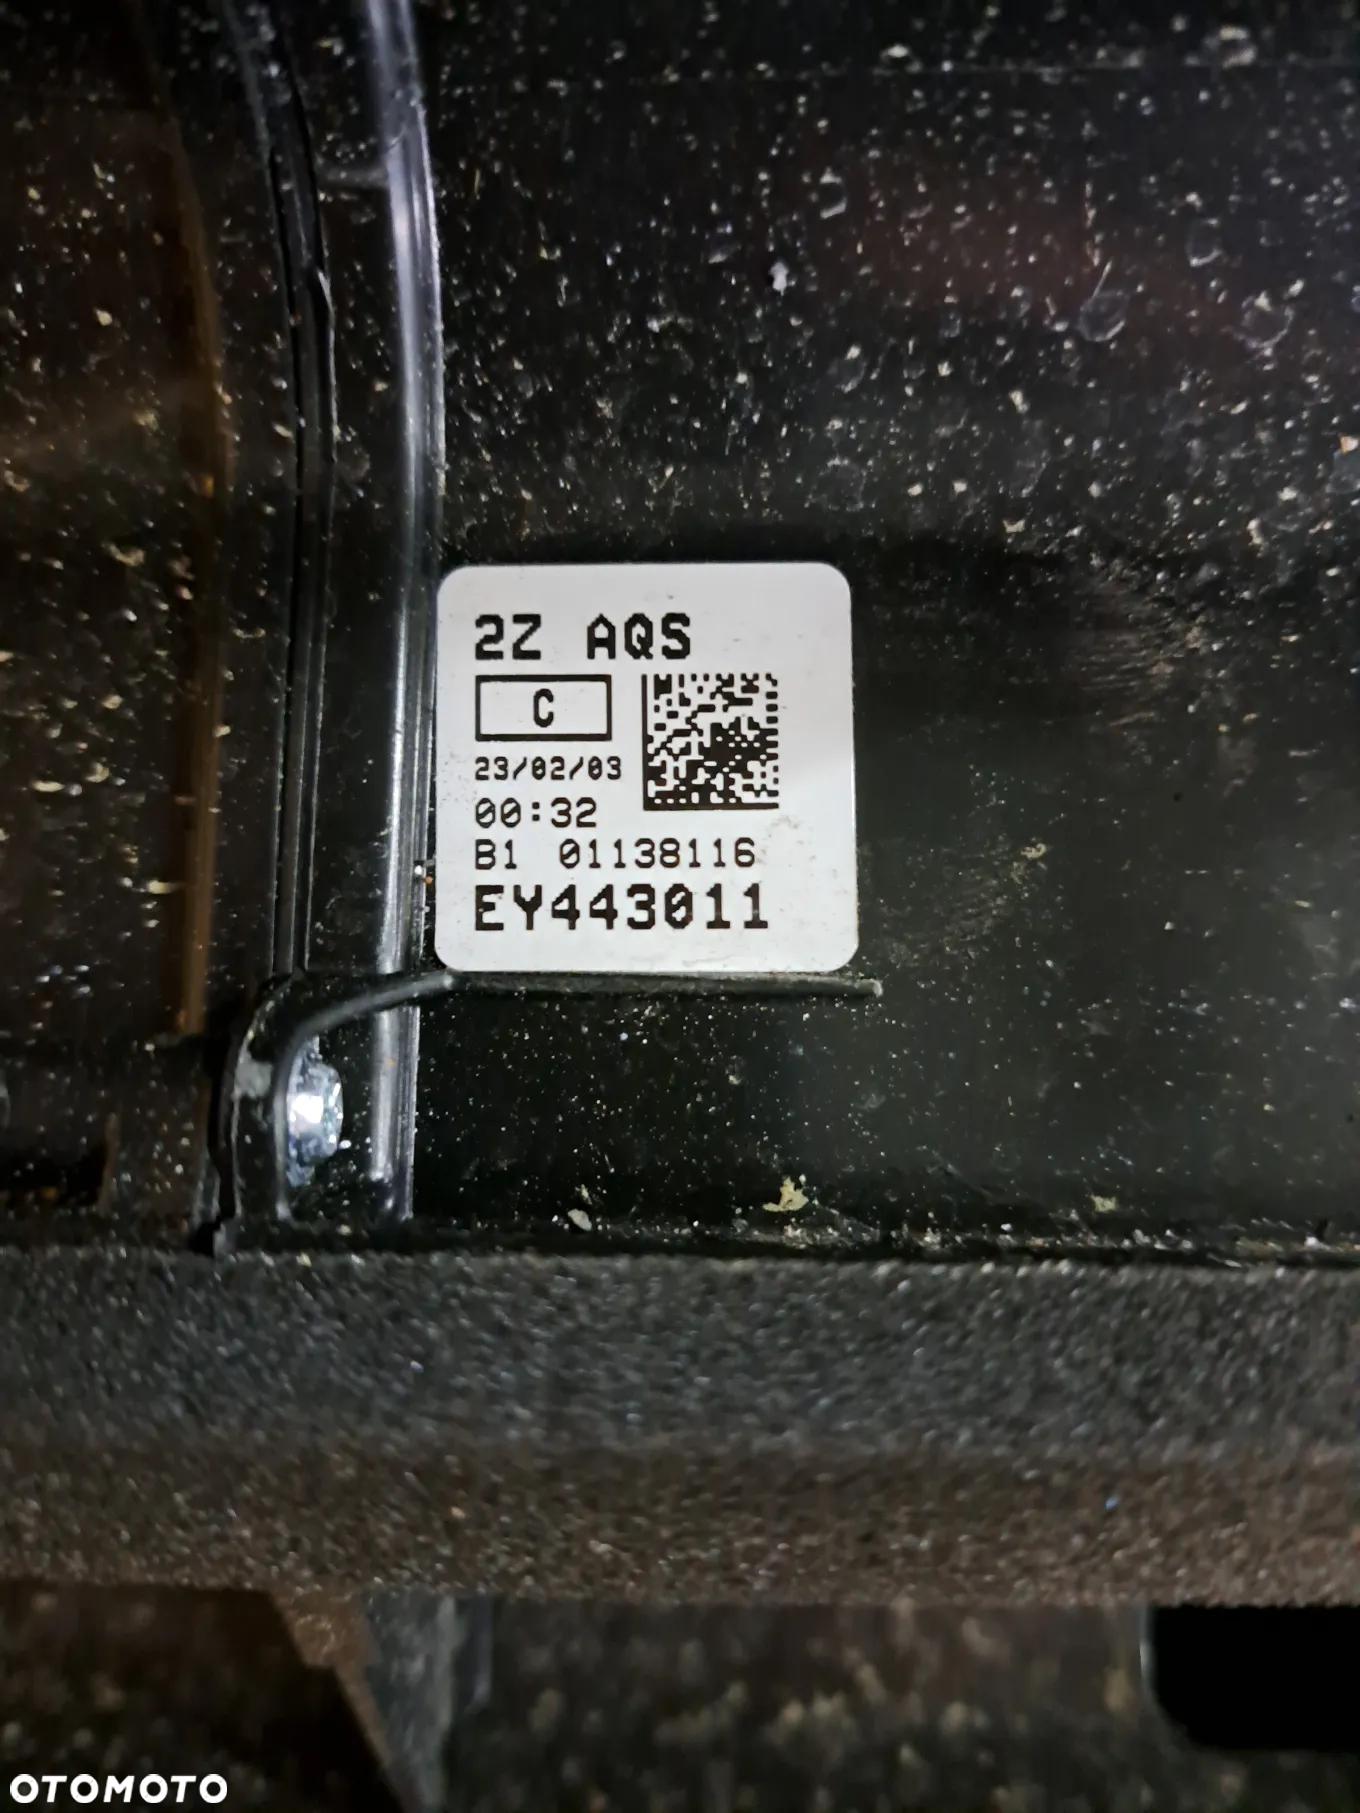 2Z AQS
C
23/02/03
00:32
B1 01138116
EY443011
OTOMOTO